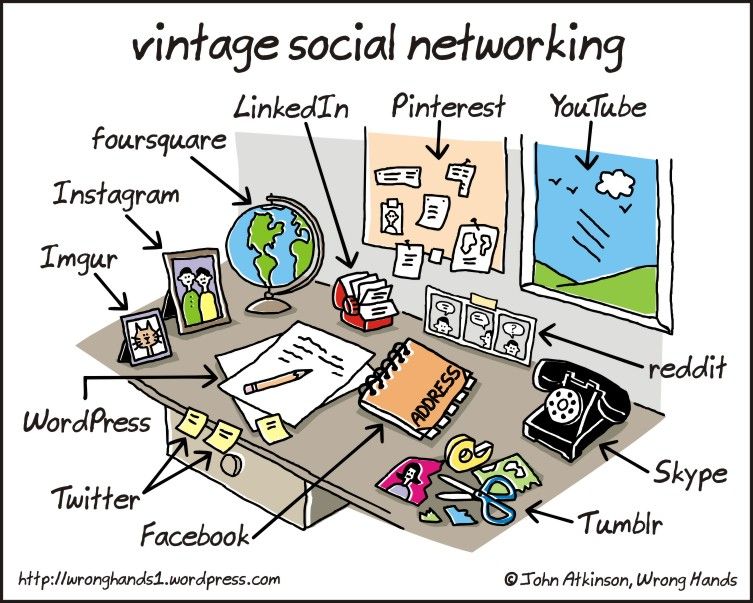 vintage social networking
LinkedIn
Pinterest
YouTube
foursquare
Instagram
Imgur
reddit
ADDRESS
WordPress
Skype
Twitter
Facebook
Tumblr
http://wronghands1.wordpress.com
© John Atkinson, Wrong Hands